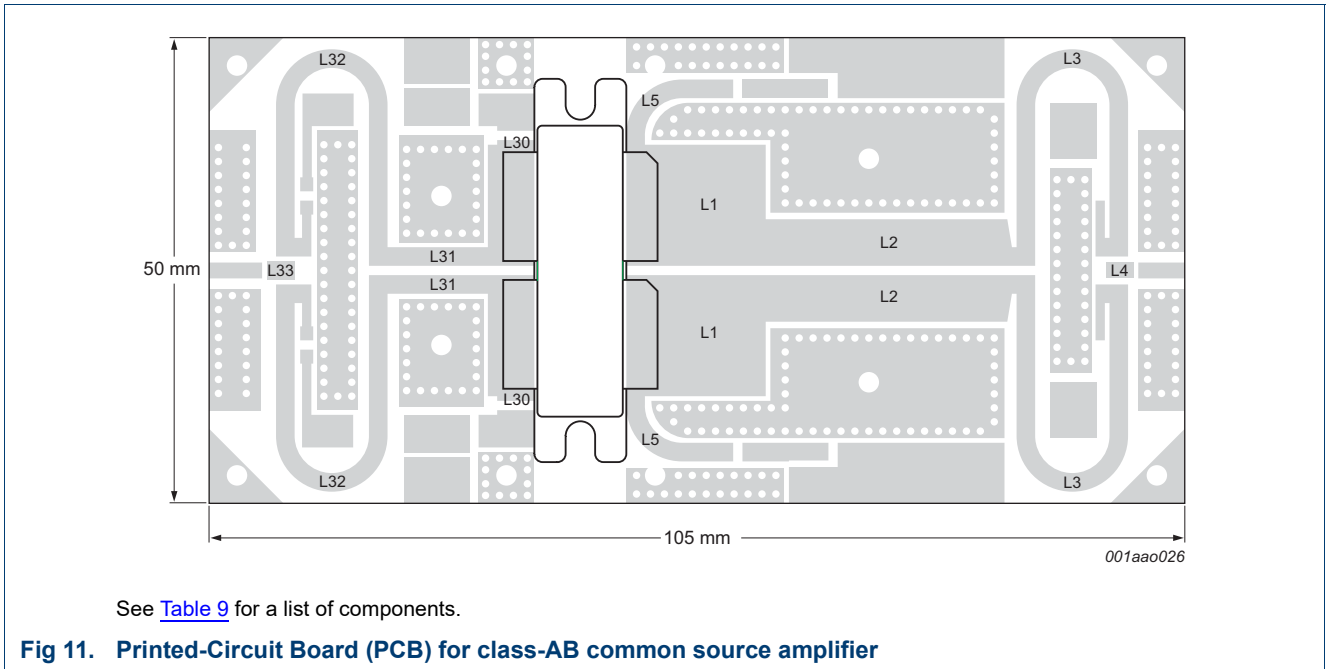 L32
L3
L5
L30
L1
L2
L31
50 mm
L33
L4
L31
L2
L1
L30
L5
L32
L3
105 mm
001aao026
See Table 9 for a list of components.
Fig 11. Printed-Circuit Board (PCB) for class-AB common source amplifier